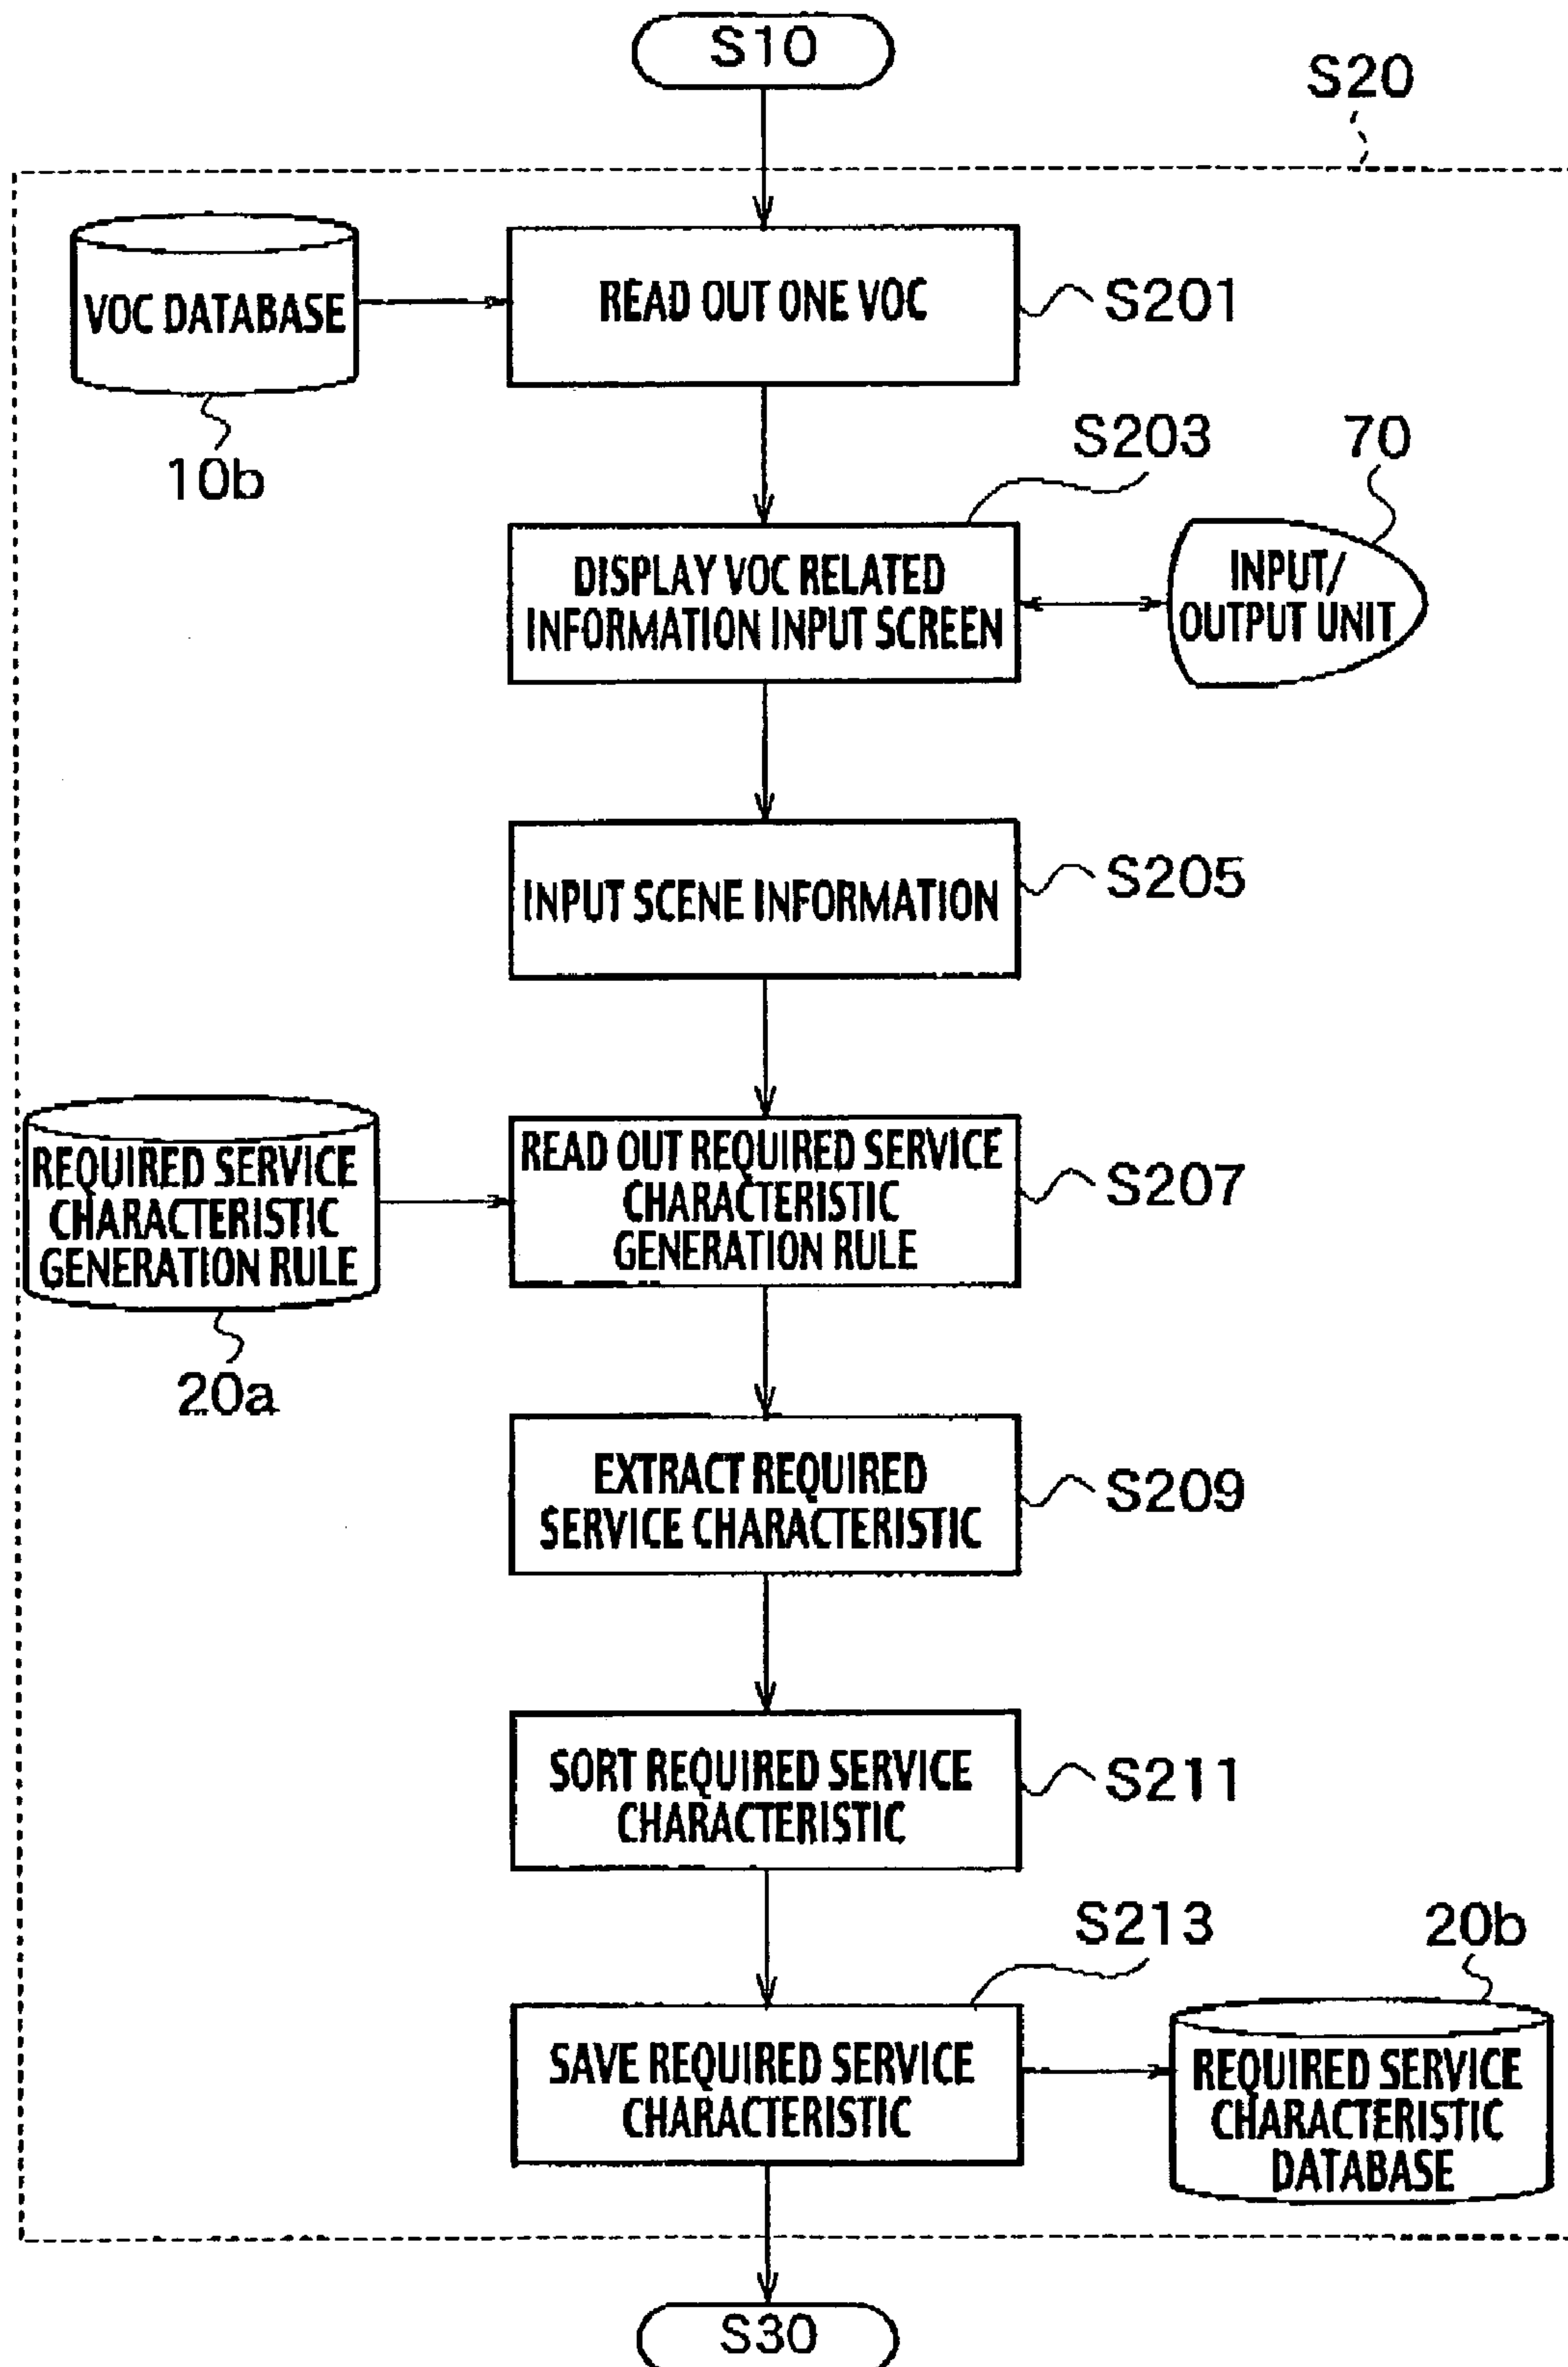 S10
S20
VOC DATABASE
10b
READ OUT ONE VOC
S201
S203
70
DISPLAY VOC RELATED
INFORMATION INPUT SCREEN
INPUT/
OUTPUT UNIT
INPUT SCENE INFORMATION
S205
REQUIRED SERVICE
CHARACTERISTIC
GENERATION RULE
20a
READ OUT REQUIRED SERVICE
CHARACTERISTIC
GENERATION RULE
S207
EXTRACT REQUIRED
SERVICE CHARACTERISTIC
S209
SORT REQUIRED SERVICE
CHARACTERISTIC
S211
S213
20b
SAVE REQUIRED SERVICE
CHARACTERISTIC
REQUIRED SERVICE
CHARACTERISTIC
DATABASE
S30